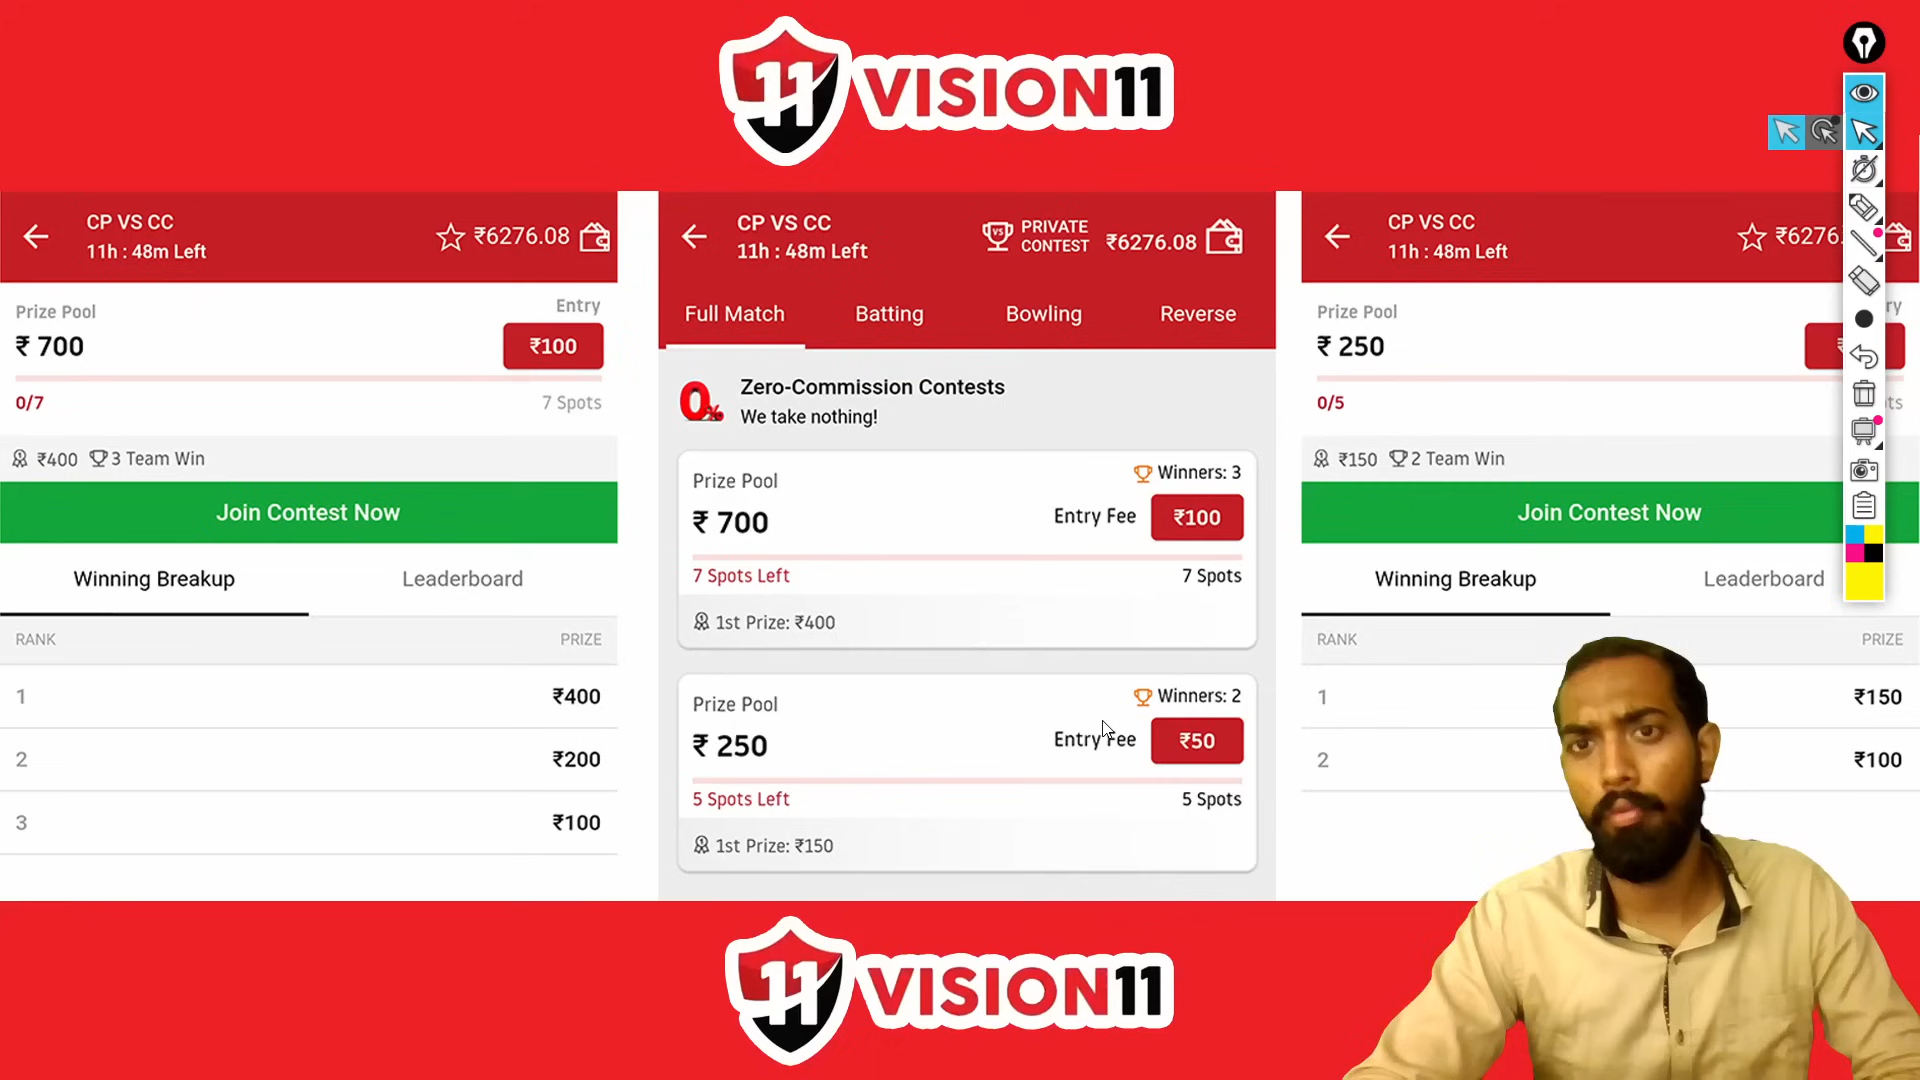 VISION11
CP VS CC
11h : 48m Left
₹6276.08
Prize Pool
Entry
₹ 700
₹100
0/7
7 Spots
₹400
3 Team Win
Join Contest Now
Winning Breakup
Leaderboard
RANK
PRIZE
1
₹400
2
₹200
3
₹100
CP VS CC
11h : 48m Left
PRIVATE
CONTEST
₹6276.08
Full Match
Batting
Bowling
Reverse
0%
Zero-Commission Contests
We take nothing!
Winners: 3
Prize Pool
₹ 700
Entry Fee
₹100
7 Spots Left
7 Spots
1st Prize: ₹400
Winners: 2
Prize Pool
₹ 250
Entry Fee
₹50
5 Spots Left
5 Spots
1st Prize: ₹150
CP VS CC
11h : 48m Left
₹6276.
Prize Pool
₹ 250
0/5
₹150
2 Team Win
Join Contest Now
Winning Breakup
Leaderboard
RANK
PRIZE
1
₹150
2
₹100
VISION11